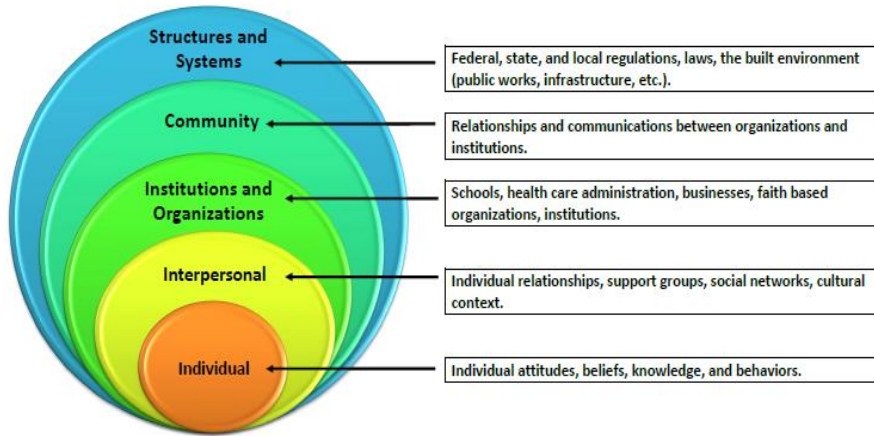 Structures and
Systems
Federal, state, and local regulations, laws, the built environment
(public works, infrastructure, etc.).
Community
Relationships and communications between organizations and
institutions.
Institutions and
Organizations
Schools, health care administration, businesses, faith based
organizations, institutions.
Interpersonal
Individual relationships, support groups, social networks, cultural
context.
Individual
Individual attitudes, beliefs, knowledge, and behaviors.